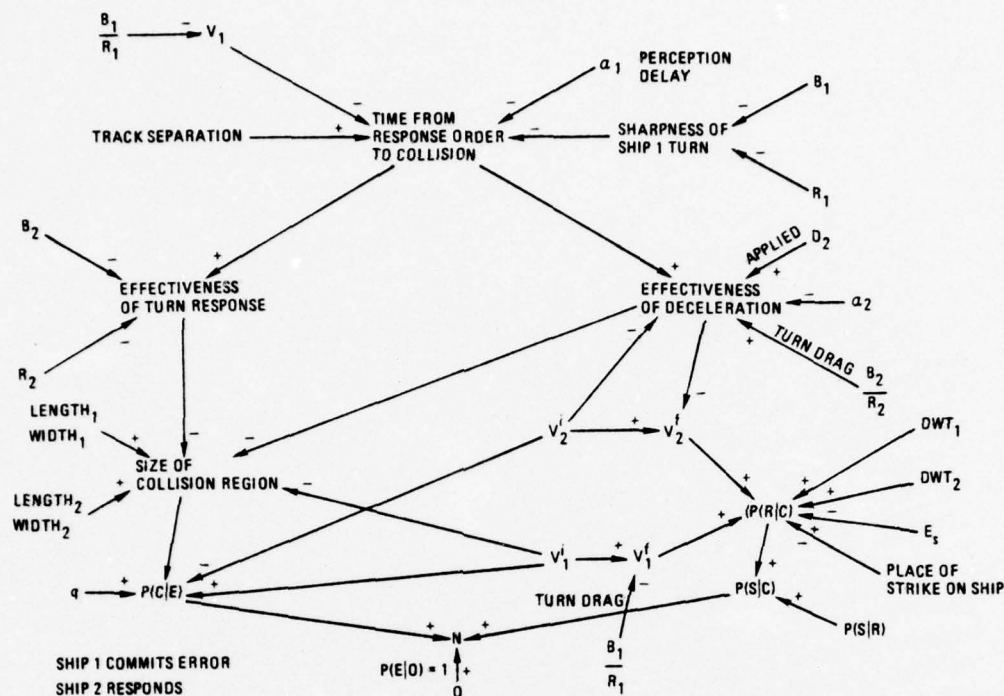 B₁
R₁
−
V₁
−
α₁ PERCEPTION
DELAY
−
B₁
−
TRACK SEPARATION
+
TIME FROM
RESPONSE ORDER
TO COLLISION
−
SHARPNESS OF
SHIP 1 TURN
−
R₁
B₂
−
+
EFFECTIVENESS
OF TURN RESPONSE
−
R₂
APPLIED
D₂
+
+
EFFECTIVENESS
OF DECELERATION
−
α₂
−
+
TURN DRAG
B₂
R₂
LENGTH₁
WIDTH₁
+
−
−
SIZE OF
COLLISION REGION
−
LENGTH₂
WIDTH₂
+
V₂ⁱ
+
−
V₂ᶠ
DWT₁
DWT₂
Eₛ
PLACE OF
STRIKE ON SHIP
+
+
+
−
+
−
+
(P(R|C)
q
+
P(C|E)
+
−
+
V₁ⁱ
+
V₁ᶠ
−
TURN DRAG
B₁
R₁
+
P(S|C)
+
P(S|R)
+
N
+
P(E|O) = 1
+
O
SHIP 1 COMMITS ERROR
SHIP 2 RESPONDS